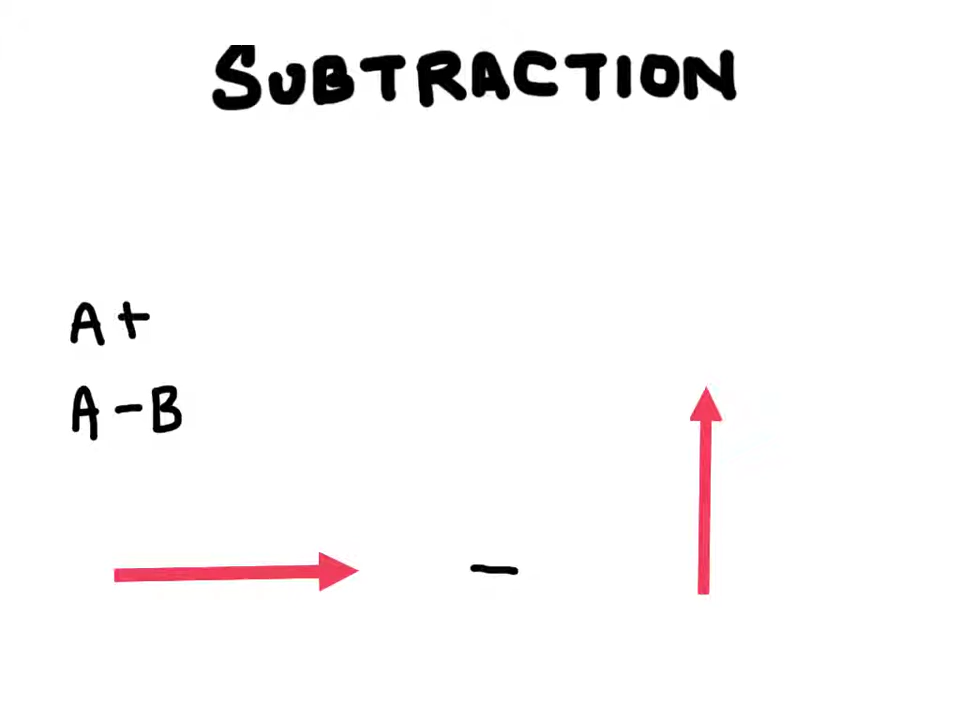 SUBTRACTION
A +
A - B
-